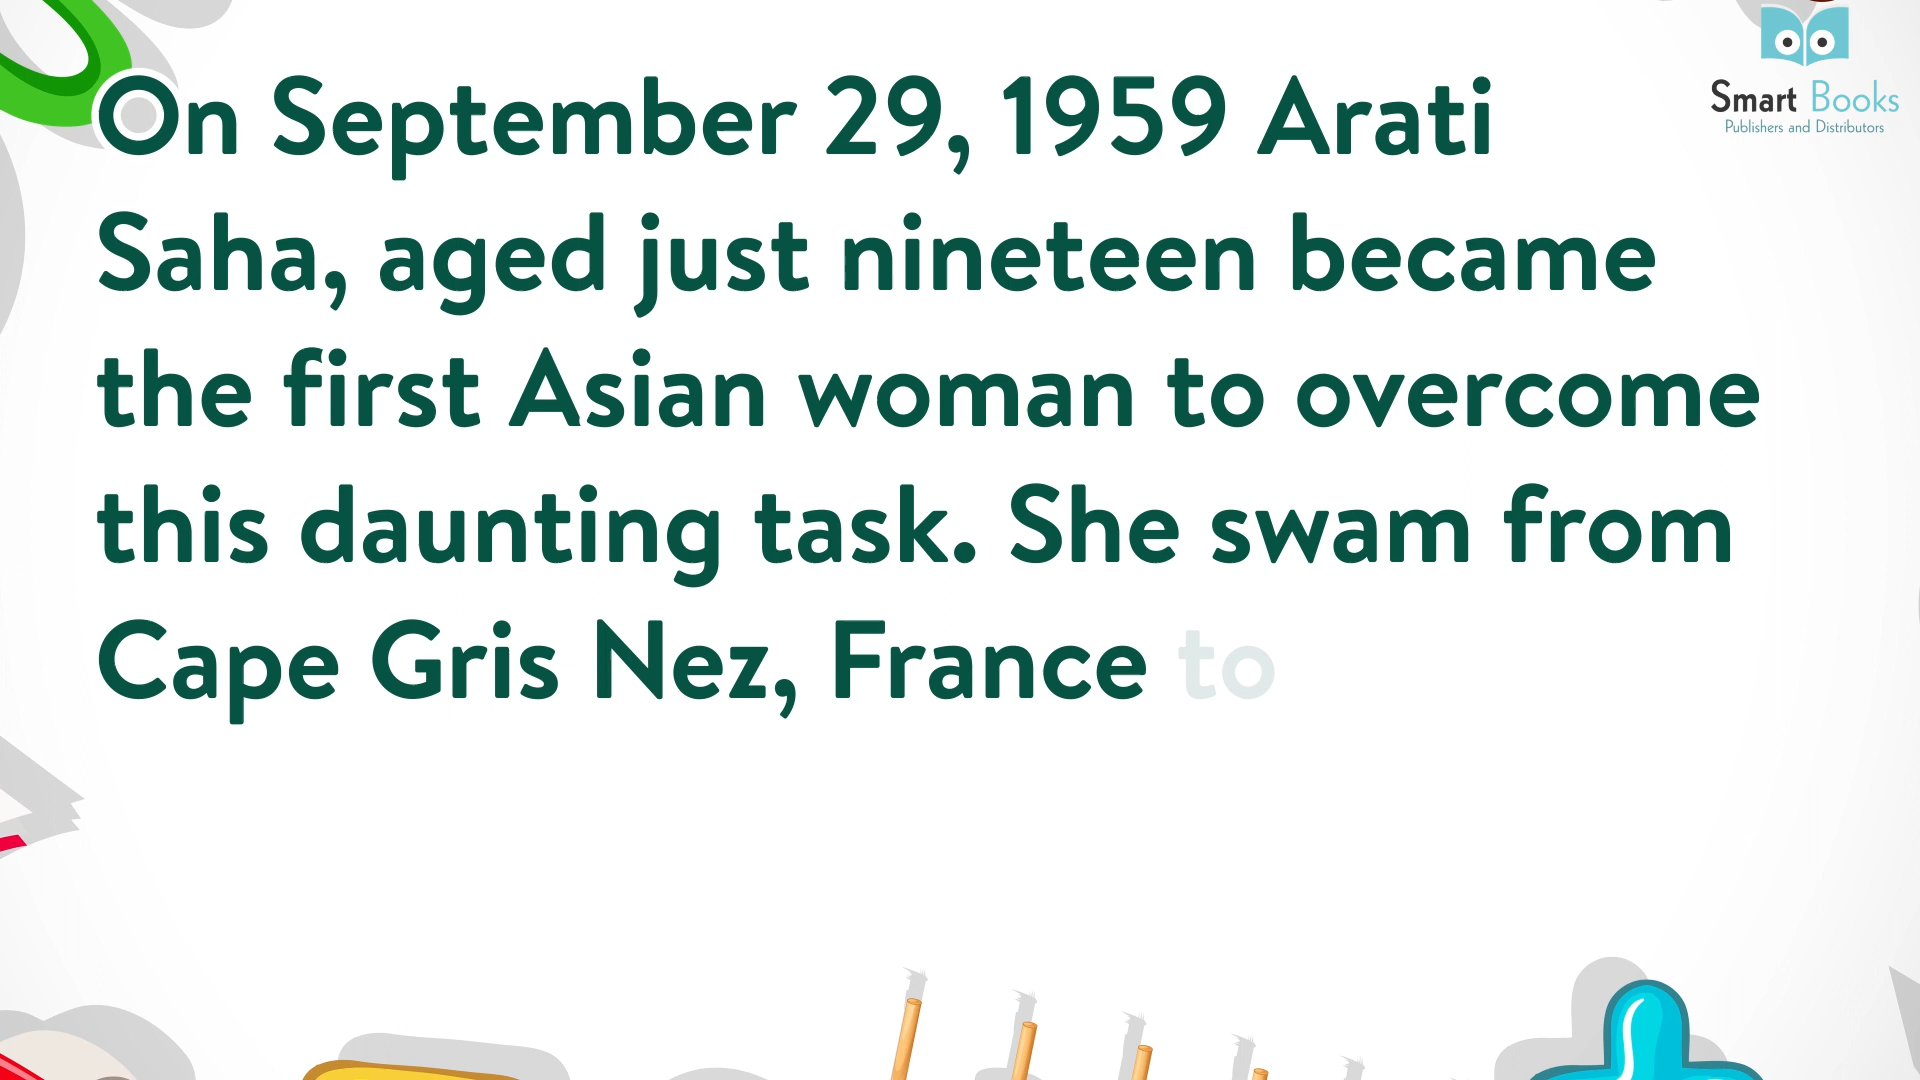 On September 29, 1959 Arati
Saha, aged just nineteen became
the first Asian woman to overcome
this daunting task. She swam from
Cape Gris Nez, France to
Smart Books
Publishers and Distributors